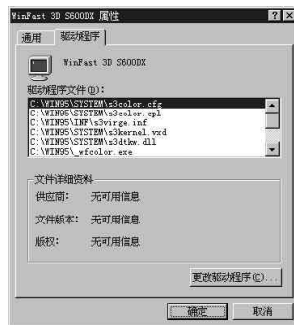 WinFast 3D S600DX 属性
通用 驱动程序
WinFast 3D S600DX
驱动程序文件(D):
C:\WIN95\SYSTEM\s3color.cfg
C:\WIN95\SYSTEM\s3color.cpl
C:\WIN95\INF\s3virge.inf
C:\WIN95\SYSTEM\s3kernel.vxd
C:\WIN95\SYSTEM\s3dtkw.dll
C:\WIN95\_wfcolor.exe
文件详细资料
供应商: 无可用信息
文件版本: 无可用信息
版权: 无可用信息
更改驱动程序(C)...
确定 取消